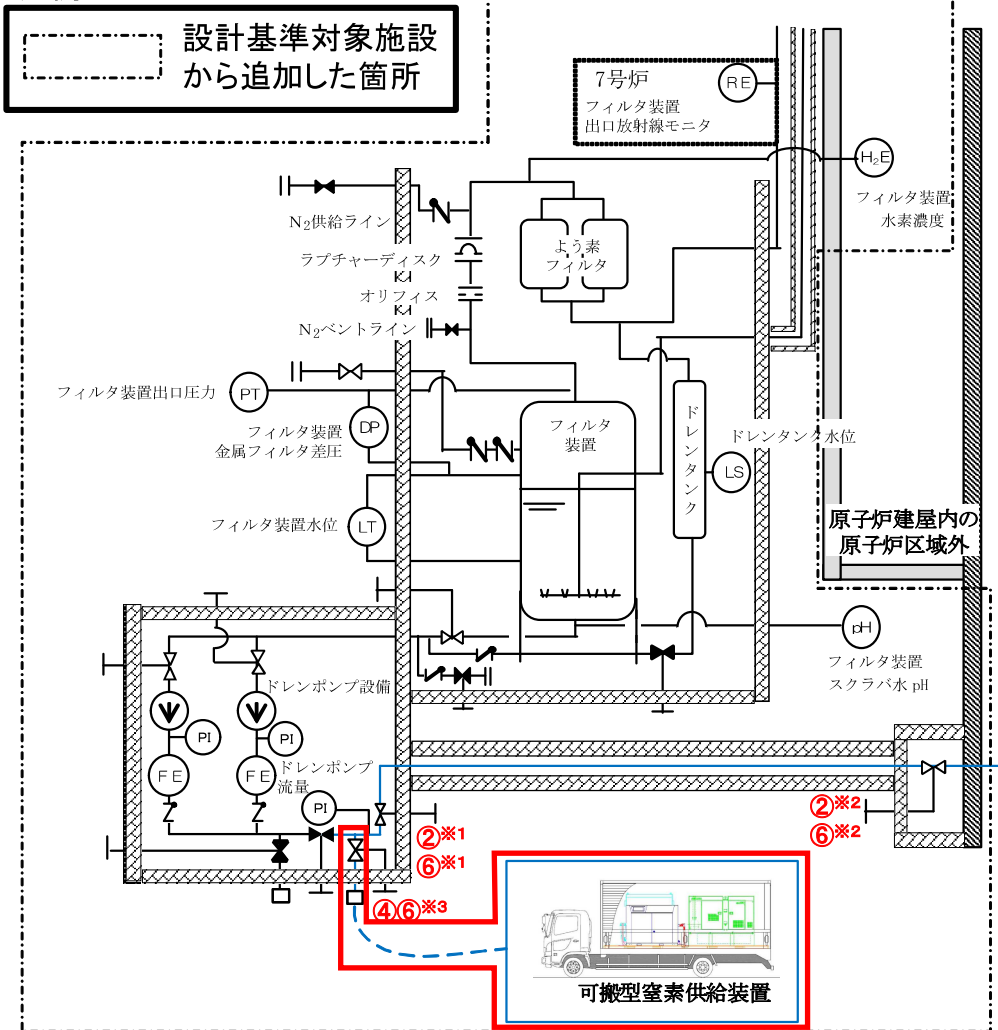 設計基準対象施設
から追加した箇所
7号炉
フィルタ装置
出口放射線モニタ
RE
H₂E
フィルタ装置
水素濃度
N₂供給ライン
ラプチャーディスク
オリフィス
N₂ベントライン
よう素
フィルタ
フィルタ装置出口圧力
PT
DP
フィルタ装置
金属フィルタ差圧
フィルタ
装置
ドレンタンク
ドレンタンク水位
LS
フィルタ装置水位
LT
原子炉建屋内の
原子炉区域外
pH
フィルタ装置
スクラバ水 pH
ドレンポンプ設備
PI
PI
FE
FE
ドレンポンプ
流量
PI
②※1
⑥※1
②※2
⑥※2
④⑥※3
可搬型窒素供給装置